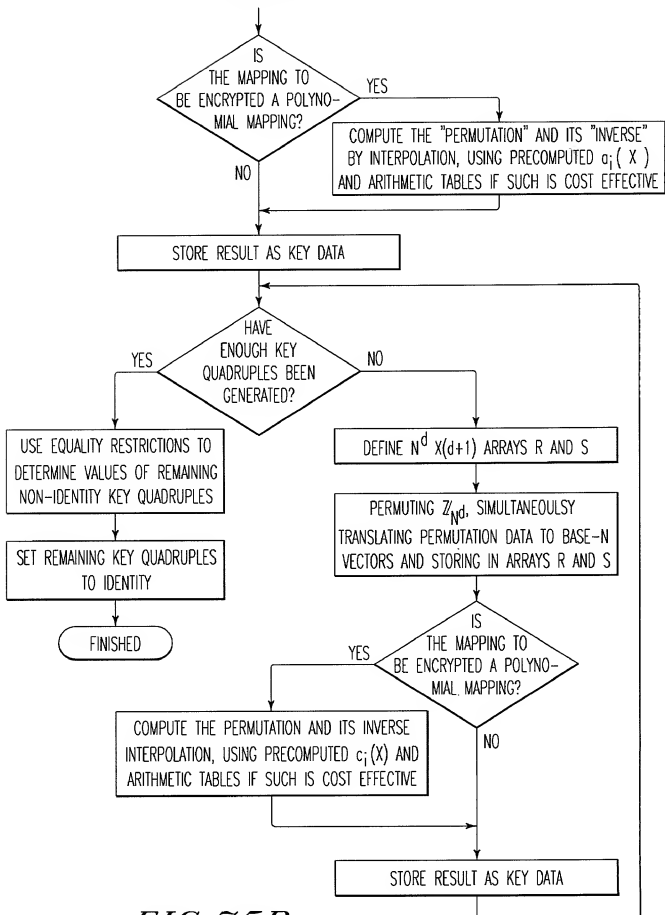 IS
THE MAPPING TO
BE ENCRYPTED A POLYNO-
MIAL MAPPING?
YES
NO
COMPUTE THE "PERMUTATION" AND ITS "INVERSE"
BY INTERPOLATION, USING PRECOMPUTED a_i( X )
AND ARITHMETIC TABLES IF SUCH IS COST EFFECTIVE
STORE RESULT AS KEY DATA
HAVE
ENOUGH KEY
QUADRUPLES BEEN
GENERATED?
YES
NO
USE EQUALITY RESTRICTIONS TO
DETERMINE VALUES OF REMAINING
NON-IDENTITY KEY QUADRUPLES
SET REMAINING KEY QUADRUPLES
TO IDENTITY
FINISHED
DEFINE N^d X(d+1) ARRAYS R AND S
PERMUTING ℤ/N^d, SIMULTANEOULSY
TRANSLATING PERMUTATION DATA TO BASE-N
VECTORS AND STORING IN ARRAYS R AND S
IS
THE MAPPING TO
BE ENCRYPTED A POLYNO-
MIAL MAPPING?
YES
NO
COMPUTE THE PERMUTATION AND ITS INVERSE
INTERPOLATION, USING PRECOMPUTED c_i(X) AND
ARITHMETIC TABLES IF SUCH IS COST EFFECTIVE
STORE RESULT AS KEY DATA